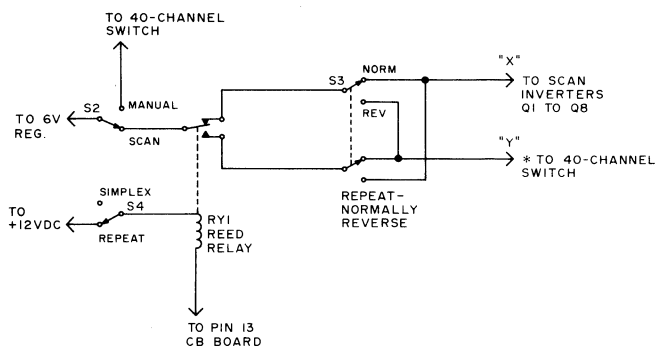 TO 40-CHANNEL
SWITCH
"X"
S3
NORM
TO SCAN
INVERTERS
Q1 TO Q8
S2
MANUAL
TO 6V
REG.
SCAN
REV
"Y"
* TO 40-CHANNEL
SWITCH
SIMPLEX
S4
TO
+12VDC
REPEAT
RY1
REED
RELAY
REPEAT-
NORMALLY
REVERSE
TO PIN 13
CB BOARD